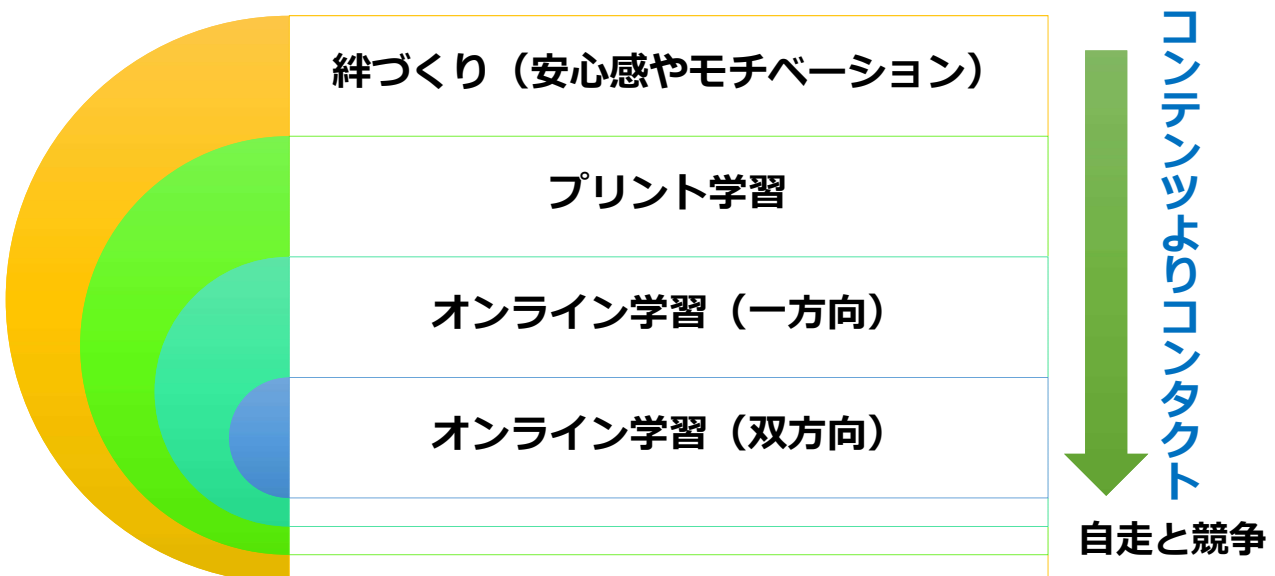 絆づくり（安心感やモチベーション）
プリント学習
オンライン学習（一方向）
オンライン学習（双方向）
コンテンツよりコンタクト
自走と競争